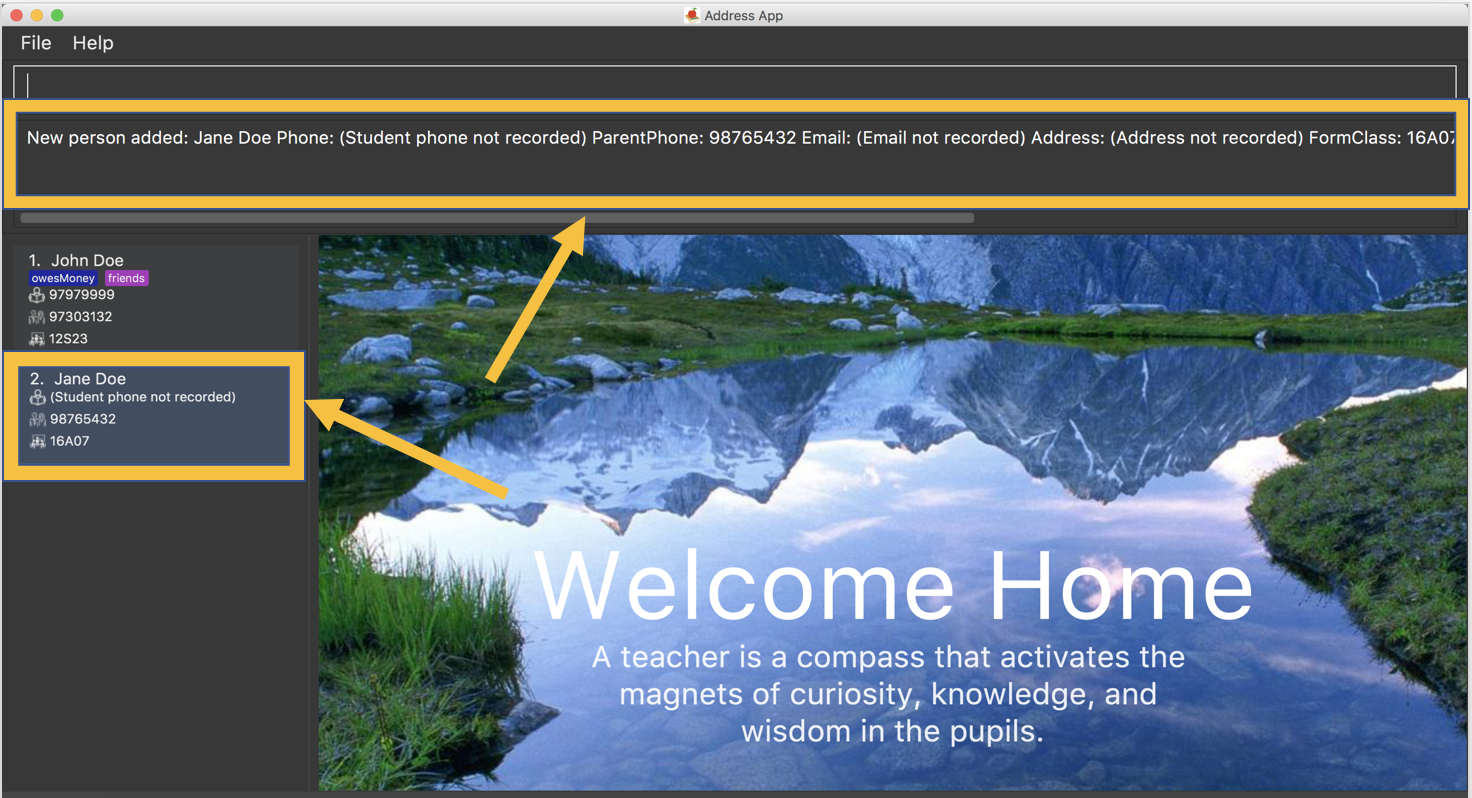 Address App
File Help
New person added: Jane Doe Phone: (Student phone not recorded) ParentPhone: 98765432 Email: (Email not recorded) Address: (Address not recorded) FormClass: 16A07
1. John Doe
owesMoney friends
97979999
97303132
12S23
2. Jane Doe
(Student phone not recorded)
98765432
16A07
Welcome Home
A teacher is a compass that activates the
magnets of curiosity, knowledge, and
wisdom in the pupils.